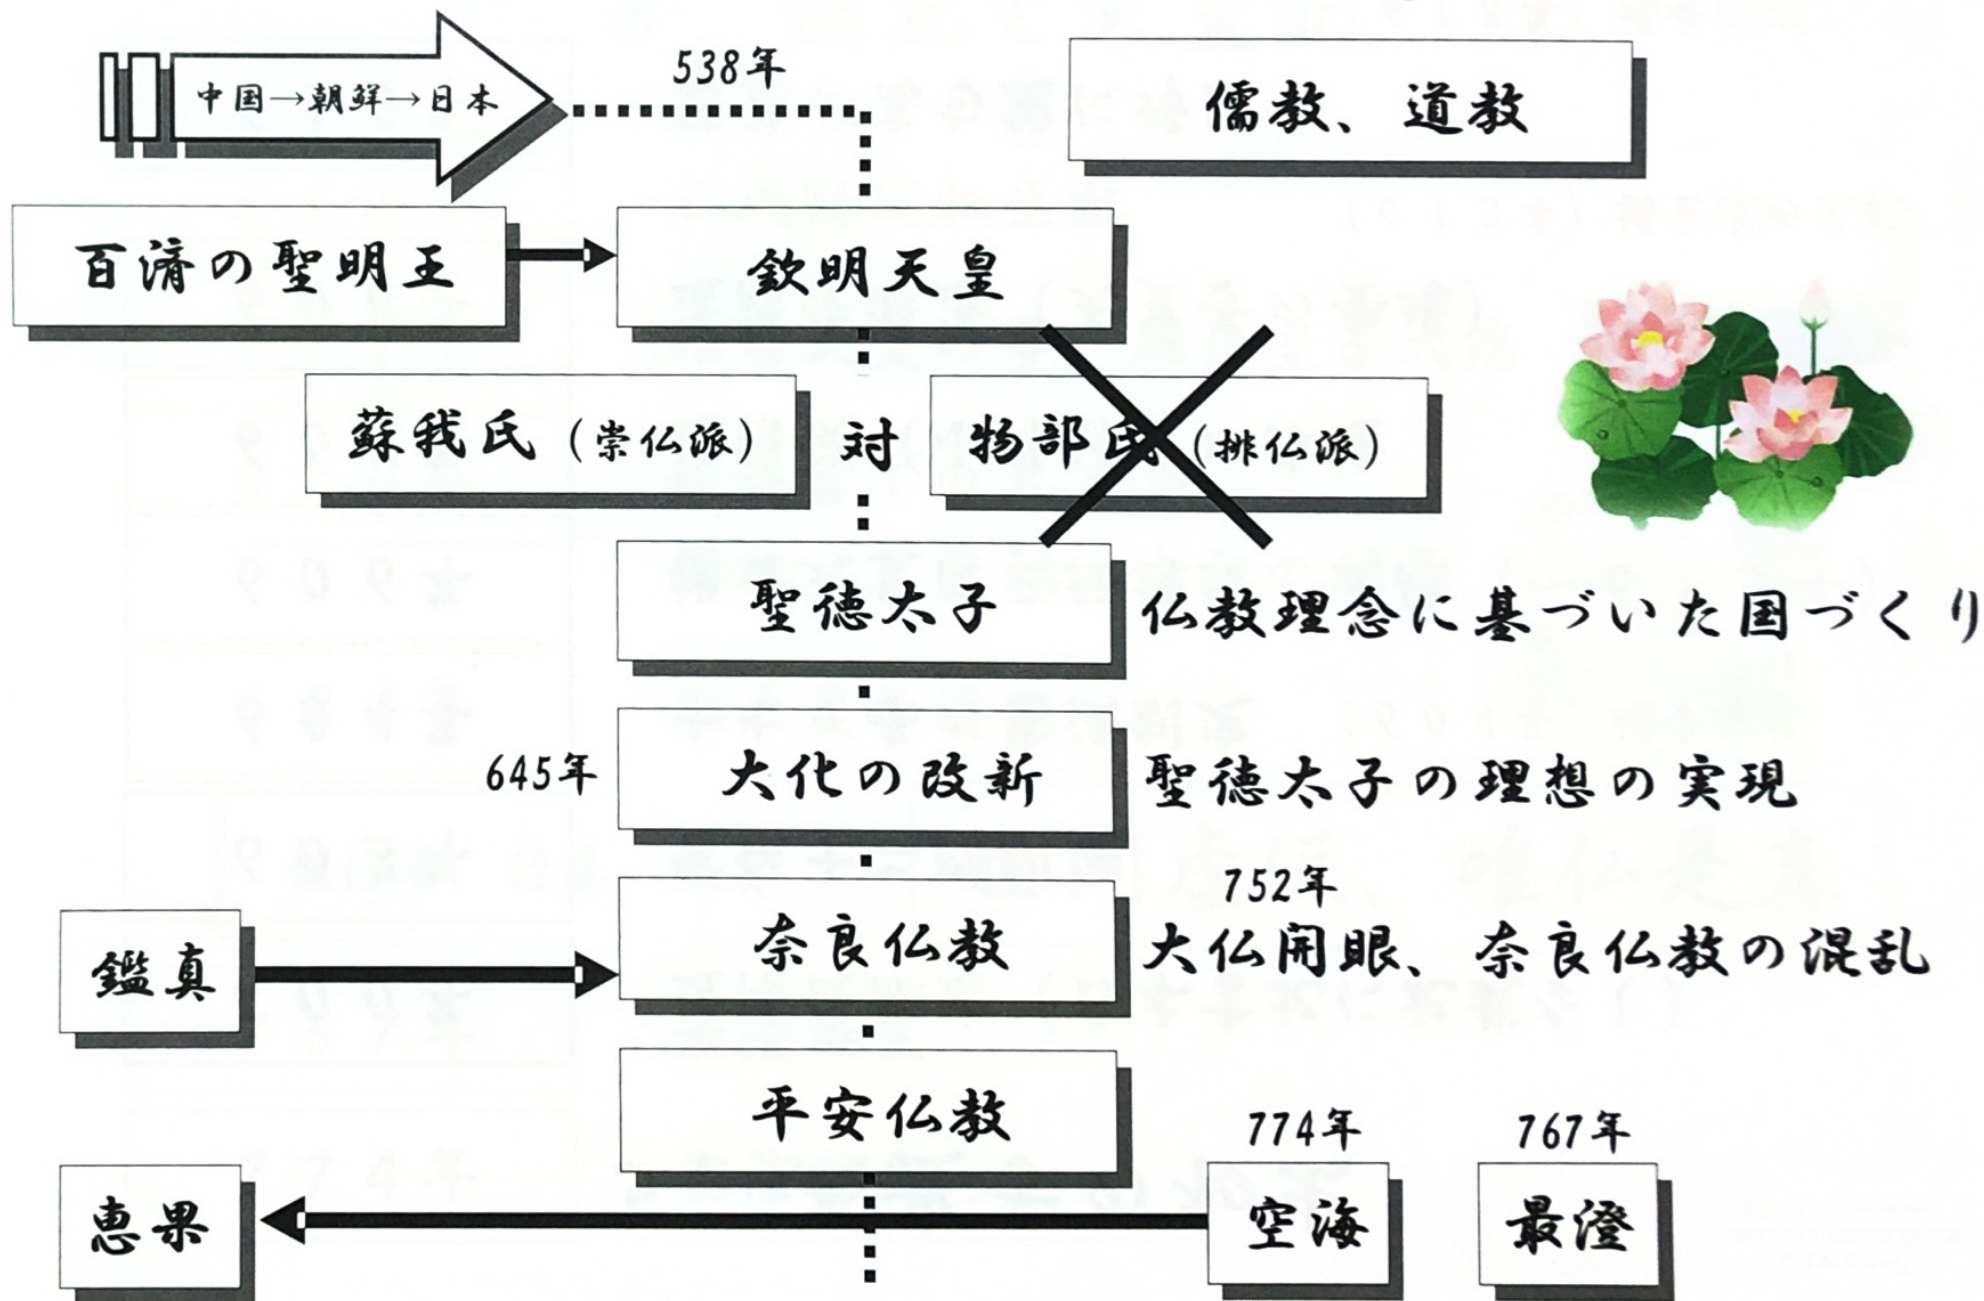 538年
中国→朝鮮→日本
儒教、道教
百済の聖明王
欽明天皇
蘇我氏（崇仏派）
対
物部氏（排仏派）
聖徳太子
仏教理念に基づいた国づくり
645年
大化の改新
聖徳太子の理想の実現
752年
鑑真
奈良仏教
大仏開眼、奈良仏教の混乱
平安仏教
774年
767年
恵果
空海
最澄